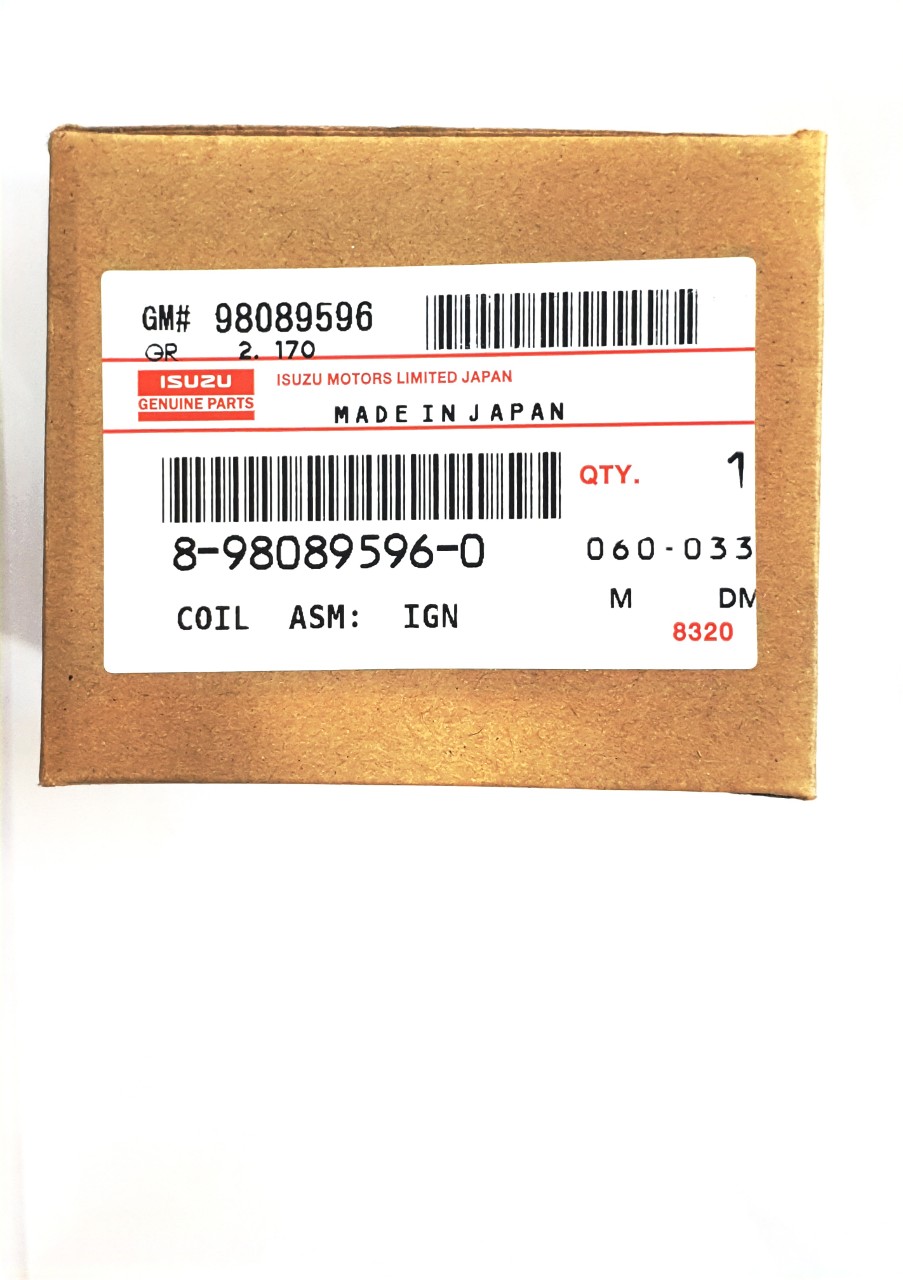 GM# 98089596
GR 2. 170
ISUZU
GENUINE PARTS
ISUZU MOTORS LIMITED JAPAN
MADE IN JAPAN
QTY. 1
8-98089596-0 060-033
COIL ASM: IGN
M DM
8320